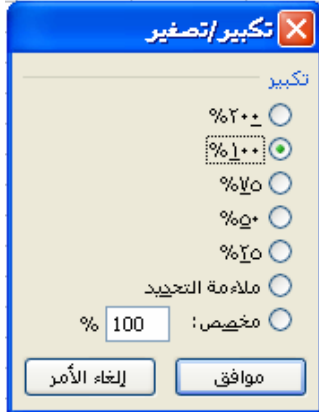 تكبير/تصغير
تكبير
٢٠٠%
١٠٠%
٧٥%
٥٠%
٢٥%
ملاءمة التحديد
مخصص: 100 %
موافق إلغاء الأمر